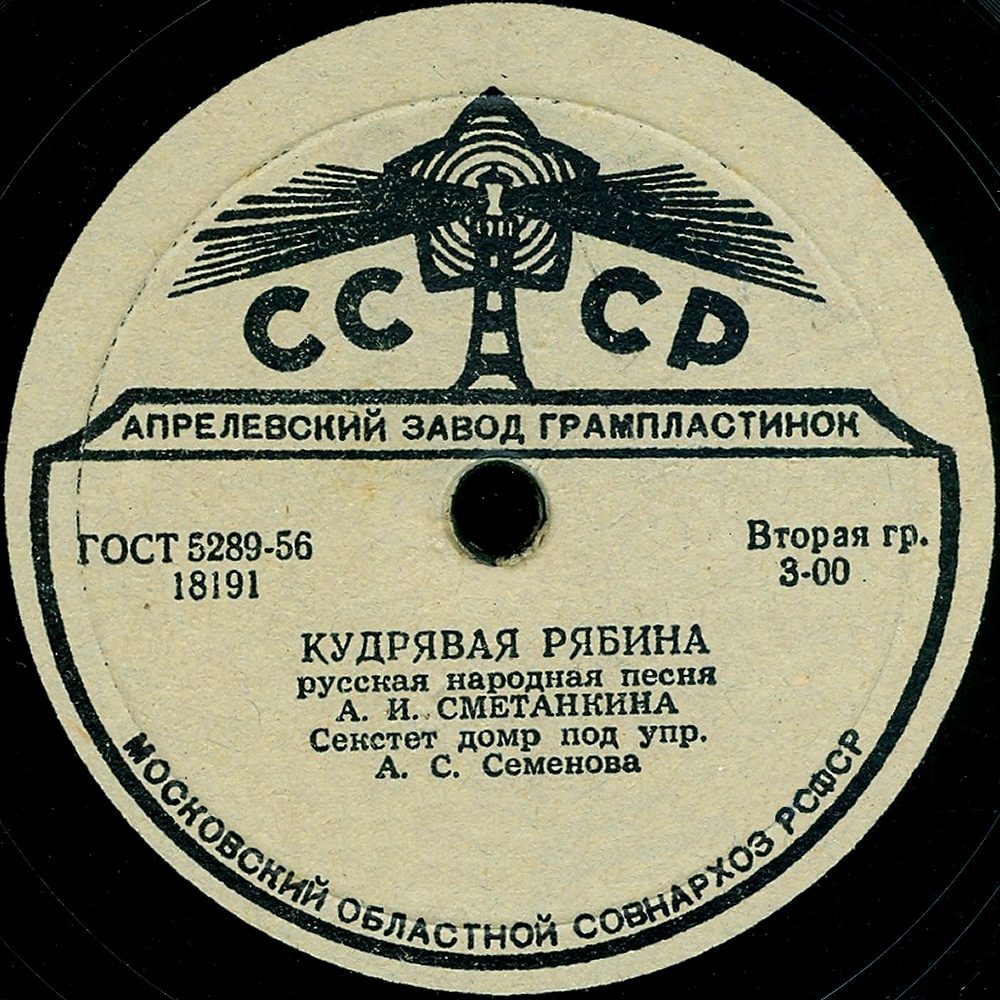 СССР
АПРЕЛЕВСКИЙ ЗАВОД ГРАМПЛАСТИНОК
ГОСТ 5289-56
18191
Вторая гр.
3-00
КУДРЯВАЯ РЯБИНА
русская народная песня
А. И. СМЕТАНКИНА
Секстет домр под упр.
А. С. Семенова
МОСКОВСКИЙ ОБЛАСТНОЙ СОВНАРХОЗ РСФСР